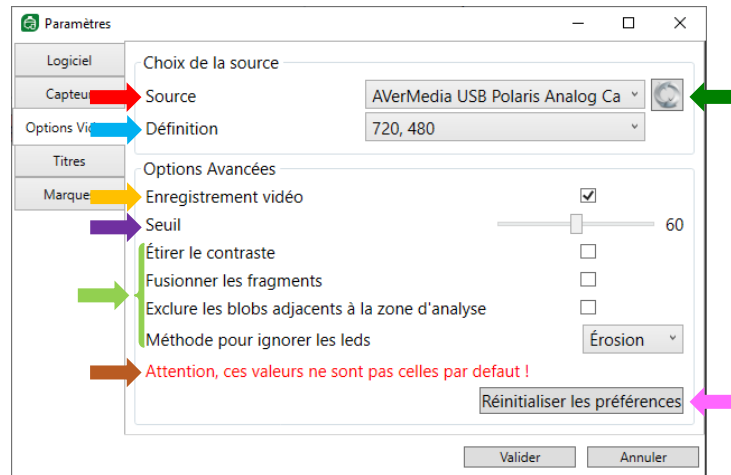 Paramètres
Logiciel
Choix de la source
Capteu
Source
AVerMedia USB Polaris Analog Ca
Options Vid
Définition
720, 480
Titres
Options Avancées
Marque
Enregistrement vidéo
Seuil
60
Étirer le contraste
Fusionner les fragments
Exclure les blobs adjacents à la zone d'analyse
Méthode pour ignorer les leds
Érosion
Attention, ces valeurs ne sont pas celles par defaut !
Réinitialiser les préférences
Valider
Annuler